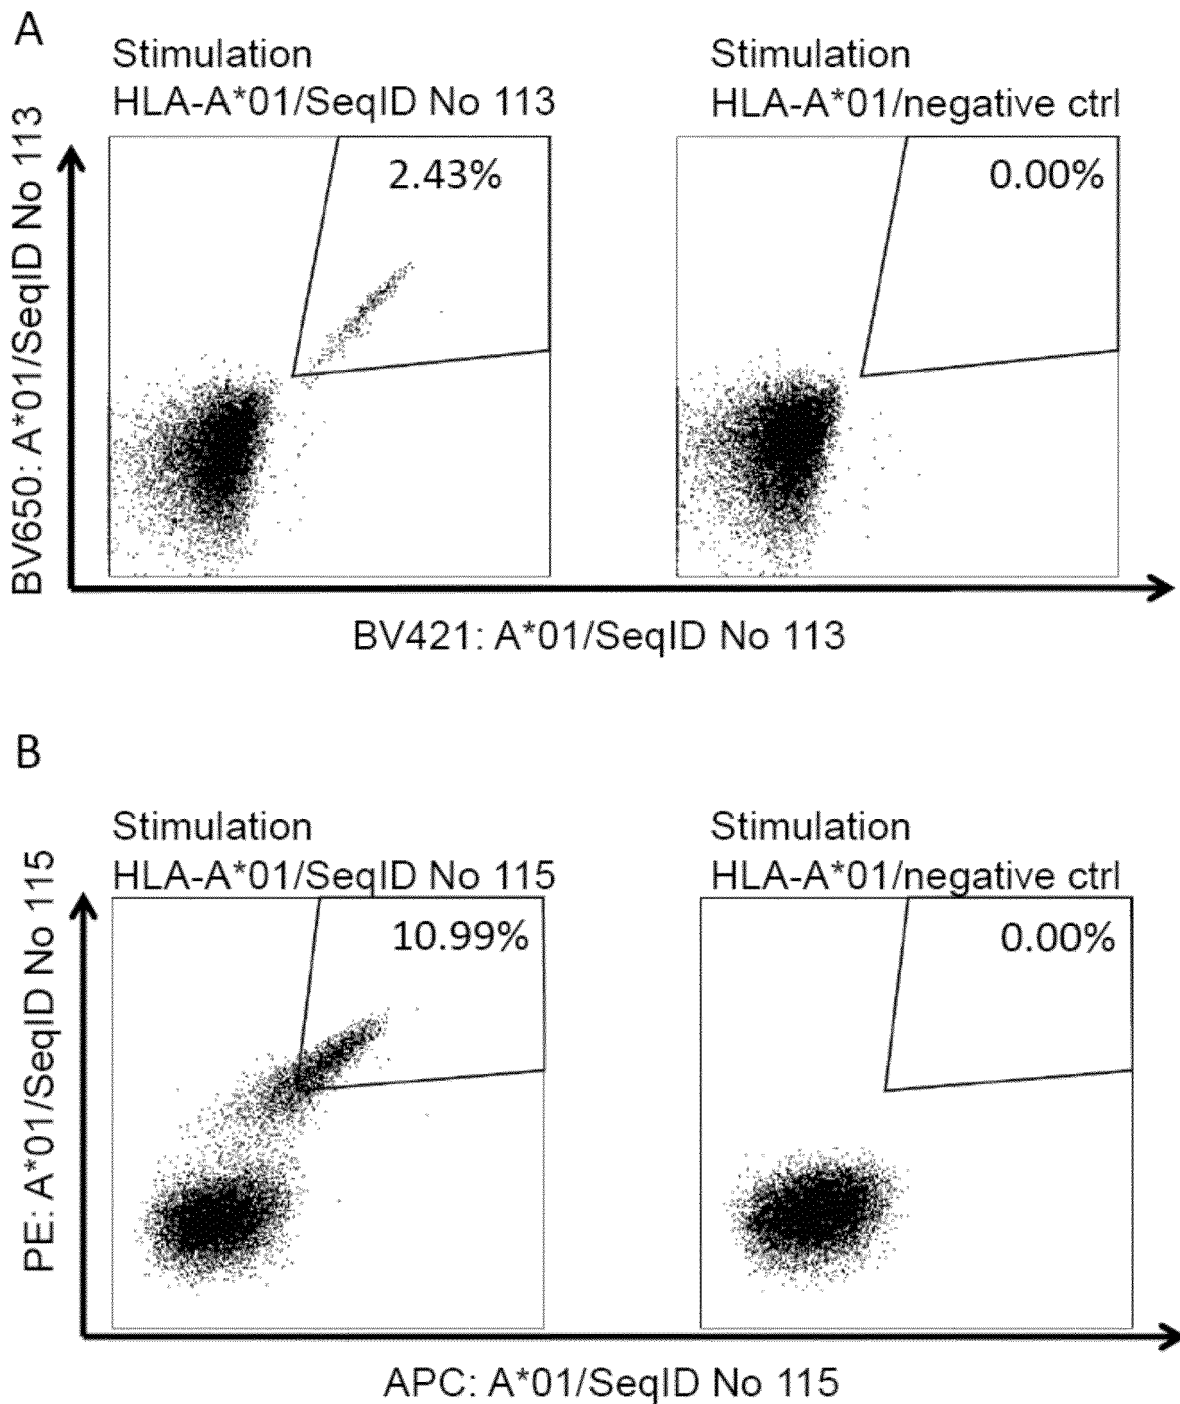 A
Stimulation
HLA-A*01/SeqID No 113
Stimulation
HLA-A*01/negative ctrl
2.43%
0.00%
BV650: A*01/SeqID No 113
BV421: A*01/SeqID No 113
B
Stimulation
HLA-A*01/SeqID No 115
Stimulation
HLA-A*01/negative ctrl
10.99%
0.00%
PE: A*01/SeqID No 115
APC: A*01/SeqID No 115